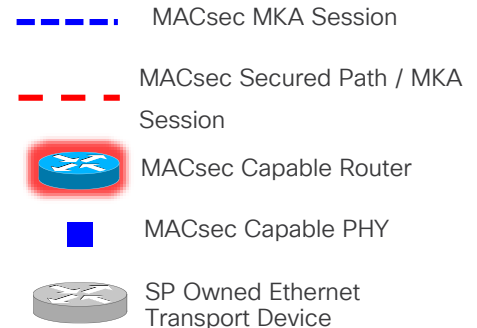 MACsec MKA Session
MACsec Secured Path / MKA
Session
MACsec Capable Router
MACsec Capable PHY
SP Owned Ethernet
Transport Device